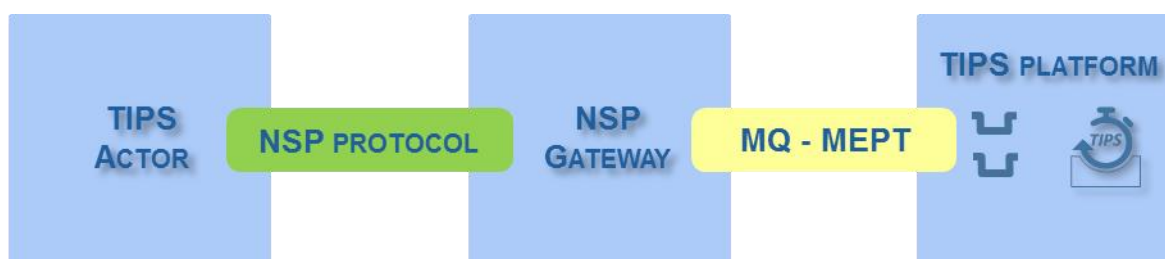 TIPS
ACTOR
NSP PROTOCOL
NSP
GATEWAY
MQ - MEPT
TIPS PLATFORM
TIPS